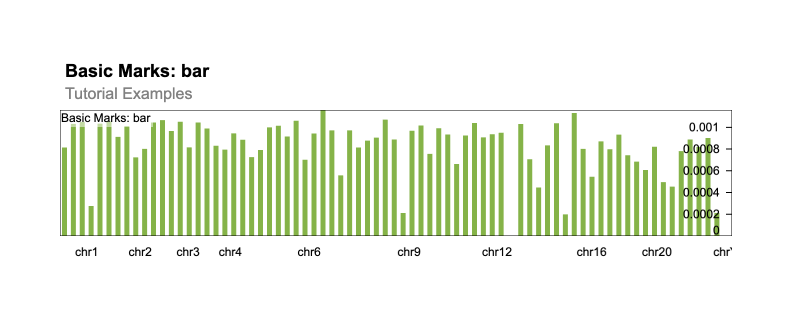 Basic Marks: bar
Tutorial Examples
Basic Marks: bar
0.001
0.0008
0.0006
0.0004
0.0002
0
chr1 chr2 chr3 chr4 chr6 chr9 chr12 chr16 chr20